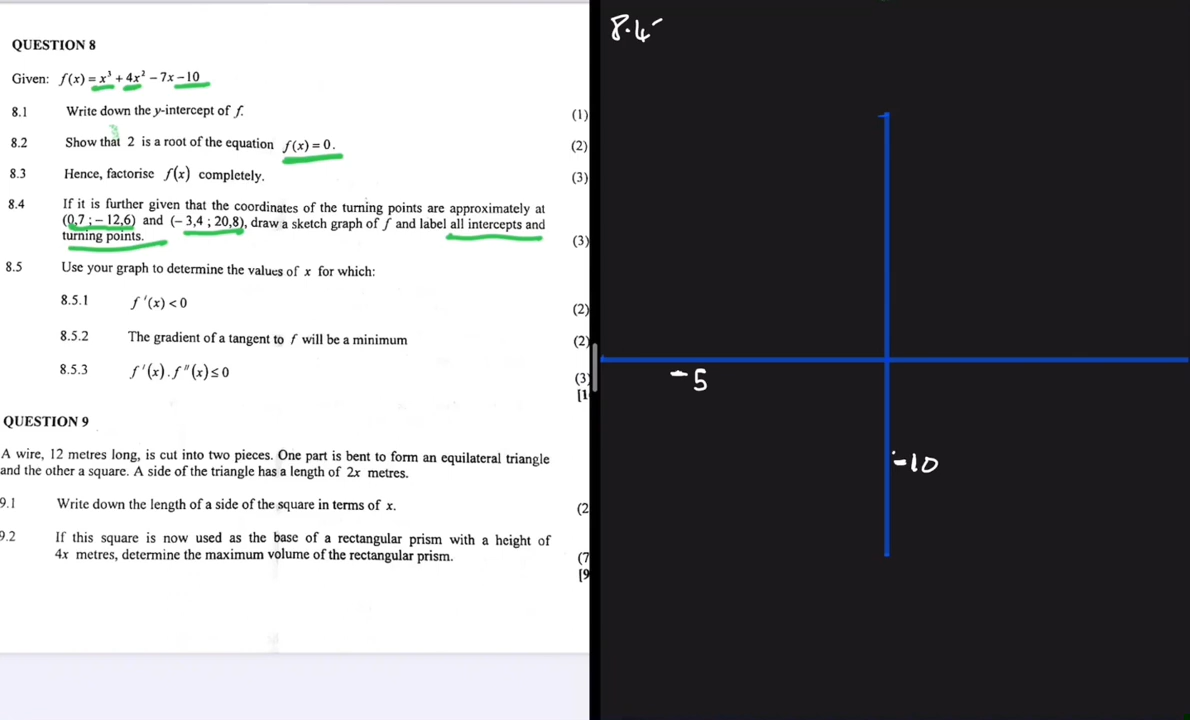 QUESTION 8
Given: f(x) = x³ + 4x² − 7x − 10
8.1 Write down the y-intercept of f. (1)
8.2 Show that 2 is a root of the equation f(x) = 0. (2)
8.3 Hence, factorise f(x) completely. (3)
8.4 If it is further given that the coordinates of the turning points are approximately at
(0,7 ; − 12,6) and (− 3,4 ; 20,8), draw a sketch graph of f and label all intercepts and
turning points. (3)
8.5 Use your graph to determine the values of x for which:
8.5.1 f ′(x) < 0 (2)
8.5.2 The gradient of a tangent to f will be a minimum (2)
8.5.3 f ′(x) . f ″(x) ≤ 0 (3)
[1
QUESTION 9
A wire, 12 metres long, is cut into two pieces. One part is bent to form an equilateral triangle
and the other a square. A side of the triangle has a length of 2x metres.
9.1 Write down the length of a side of the square in terms of x. (2
9.2 If this square is now used as the base of a rectangular prism with a height of
4x metres, determine the maximum volume of the rectangular prism. (7
[9
8.4
-5
-10